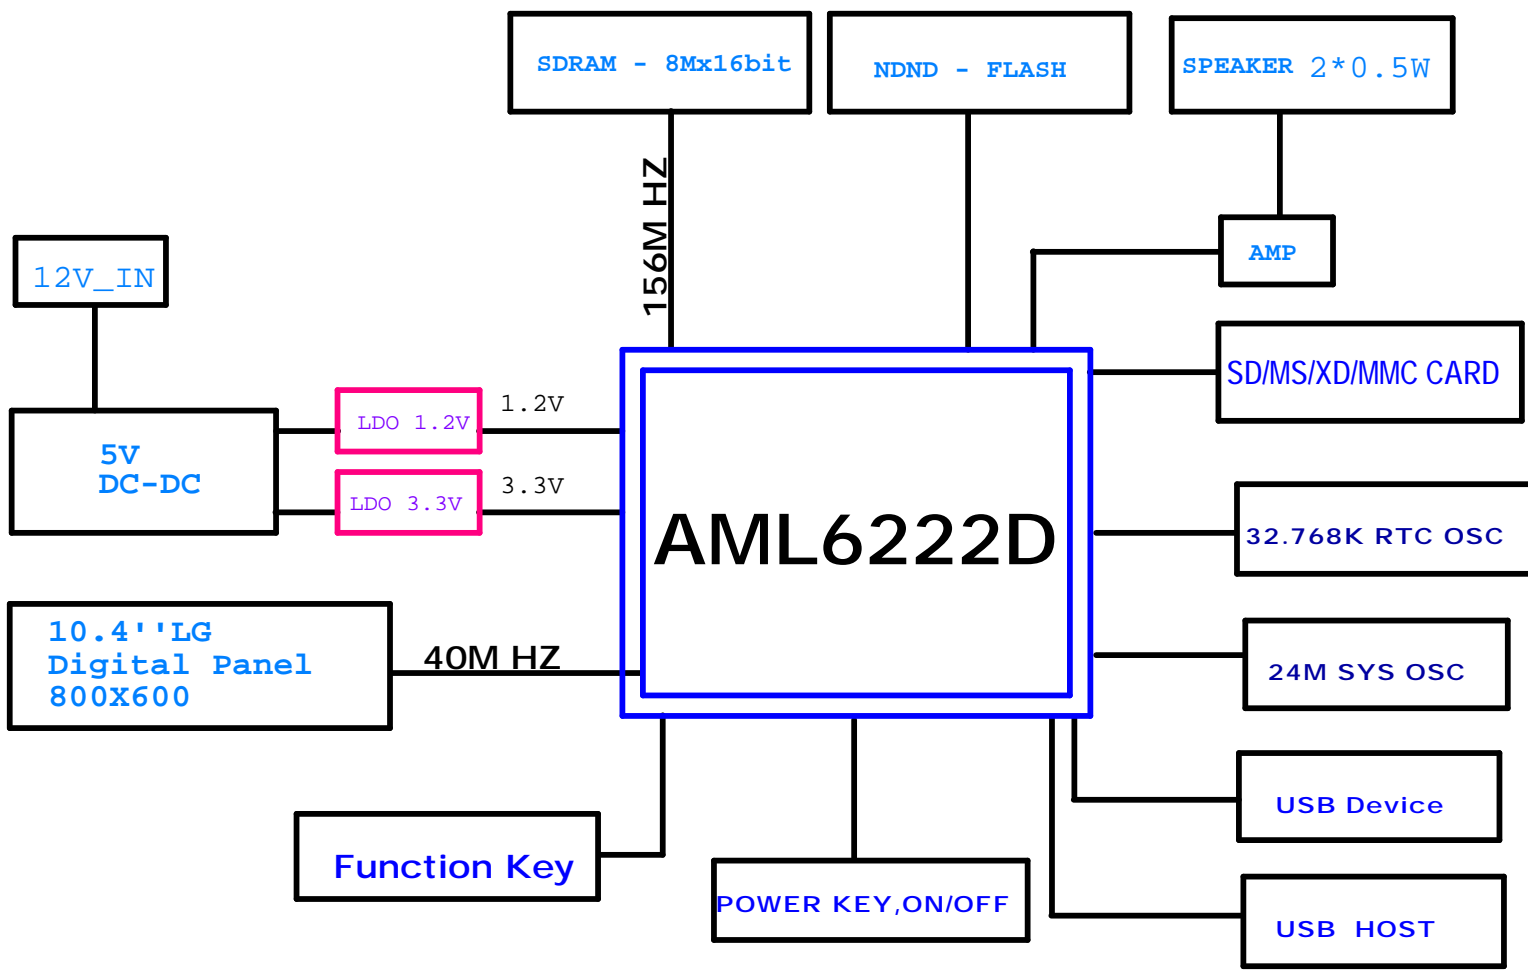 SDRAM - 8Mx16bit
NDND - FLASH
SPEAKER 2*0.5W
156M HZ
AMP
12V_IN
SD/MS/XD/MMC CARD
1.2V
LDO 1.2V
5V
DC-DC
3.3V
LDO 3.3V
AML6222D
32.768K RTC OSC
10.4''LG
Digital Panel
800X600
40M HZ
24M SYS OSC
USB Device
Function Key
POWER KEY,ON/OFF
USB HOST